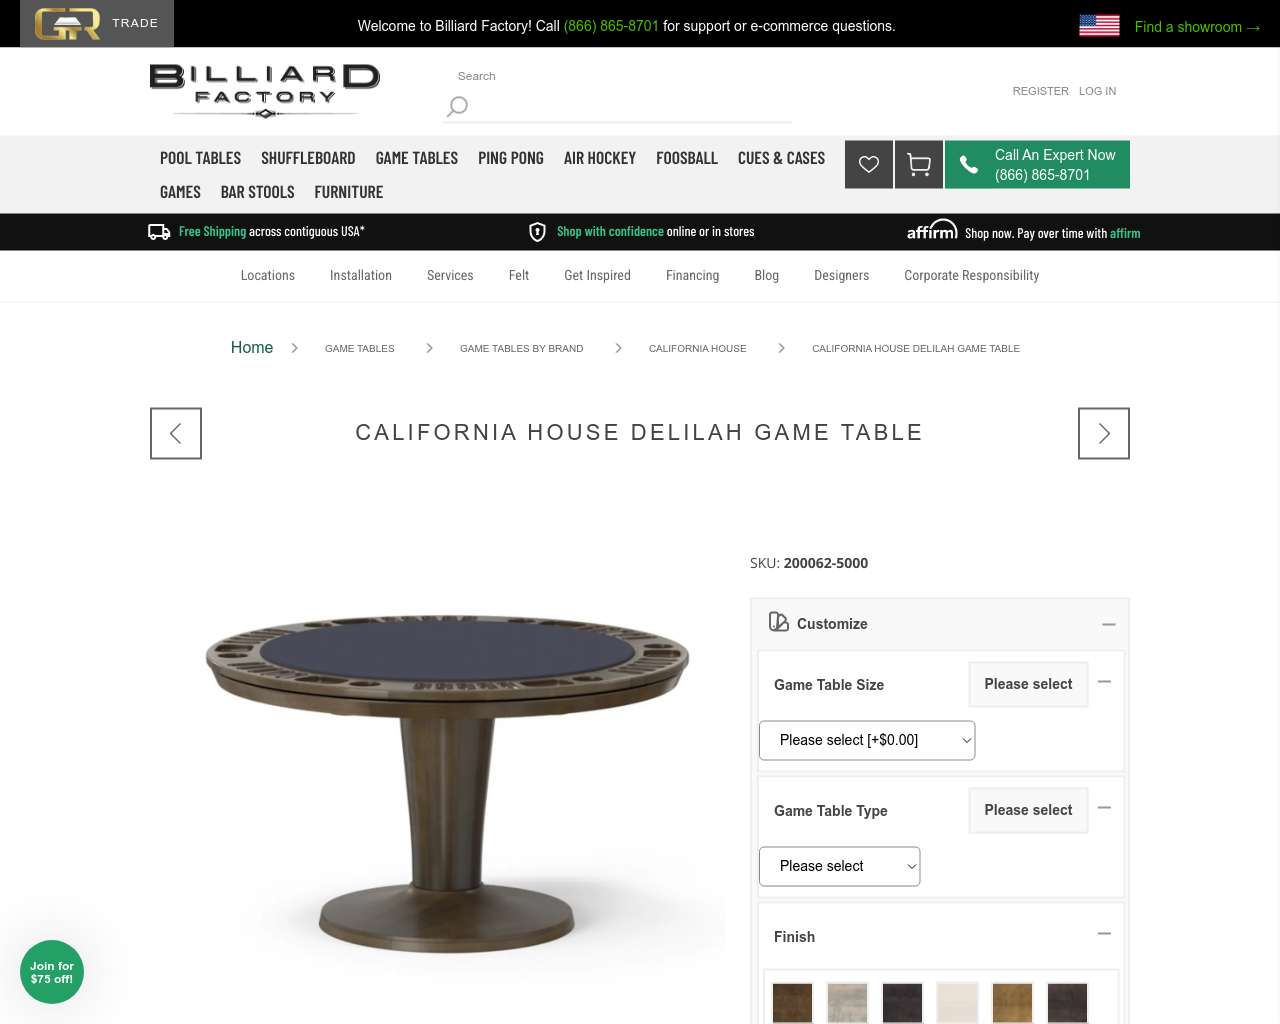 GR TRADE
Welcome to Billiard Factory! Call (866) 865-8701 for support or e-commerce questions.
Find a showroom →
BILLIARD
FACTORY
Search
REGISTER LOG IN
POOL TABLES SHUFFLEBOARD GAME TABLES PING PONG AIR HOCKEY FOOSBALL CUES & CASES
GAMES BAR STOOLS FURNITURE
Call An Expert Now
(866) 865-8701
Free Shipping across contiguous USA*
Shop with confidence online or in stores
affirm Shop now. Pay over time with affirm
Locations Installation Services Felt Get Inspired Financing Blog Designers Corporate Responsibility
Home GAME TABLES GAME TABLES BY BRAND CALIFORNIA HOUSE CALIFORNIA HOUSE DELILAH GAME TABLE
CALIFORNIA HOUSE DELILAH GAME TABLE
SKU: 200062-5000
Customize
Game Table Size Please select
Please select [+$0.00]
Game Table Type Please select
Please select
Finish
Join for
$75 off!